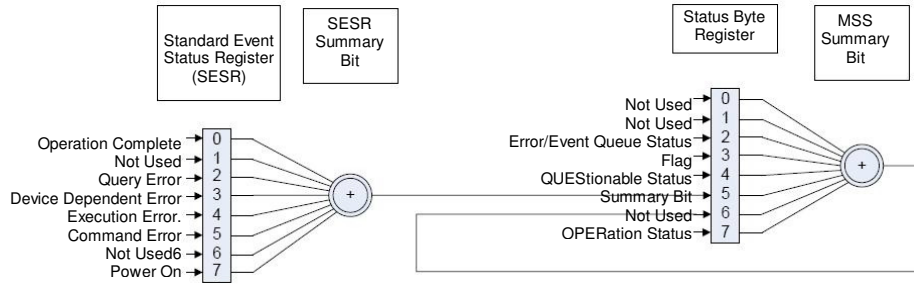 Standard Event
Status Register
(SESR)
SESR
Summary
Bit
Operation Complete
Not Used
Query Error
Device Dependent Error
Execution Error.
Command Error
Not Used6
Power On
0
1
2
3
4
5
6
7
+
Status Byte
Register
MSS
Summary
Bit
Not Used
Not Used
Error/Event Queue Status
Flag
QUEStionable Status
Summary Bit
Not Used
OPERation Status
0
1
2
3
4
5
6
7
+